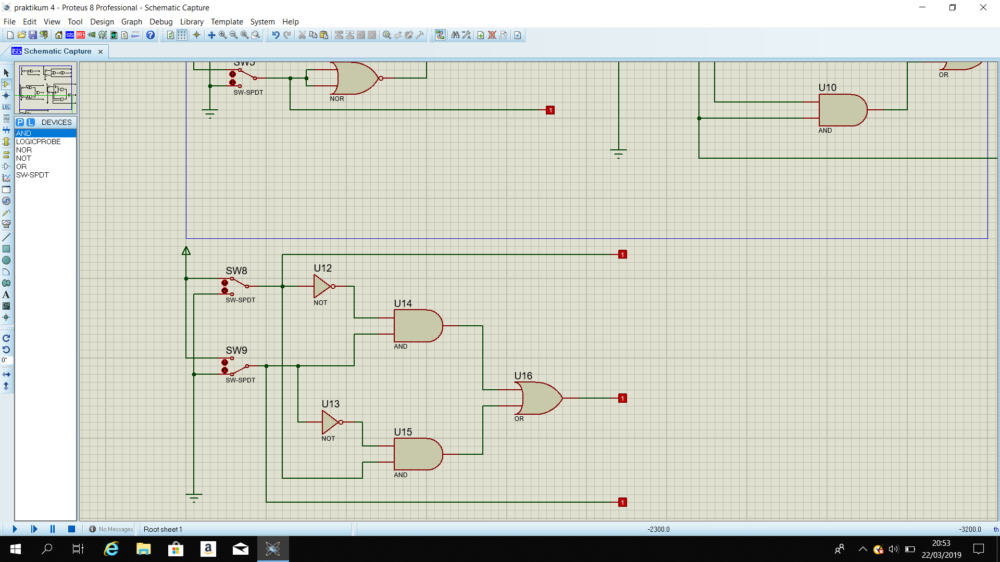 praktikum 4 - Proteus 8 Professional - Schematic Capture
File Edit View Tool Design Graph Debug Library Template System Help
Schematic Capture
P L DEVICES
AND
LOGICPROBE
NOR
NOT
OR
SW-SPDT
LBL
A
S
0°
SW5
SW-SPDT
NOR
1
OR
U10
AND
1
SW8
SW-SPDT
U12
NOT
U14
AND
SW9
SW-SPDT
U16
OR
1
U13
NOT
U15
AND
1
No Messages
Root sheet 1
-2300.0
-3200.0
th
20:53
22/03/2019